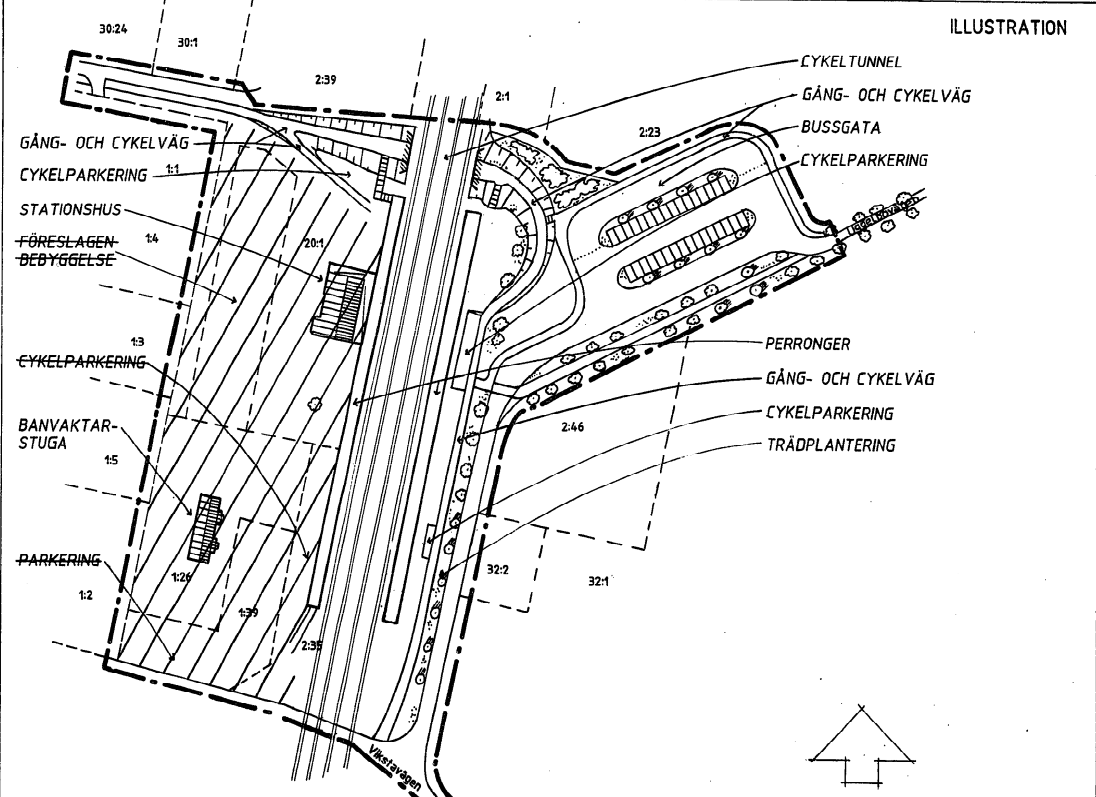 ILLUSTRATION
30:24
30:1
2:39
2:1
2:23
CYKELTUNNEL
GÅNG- OCH CYKELVÄG
BUSSGATA
CYKELPARKERING
GÅNG- OCH CYKELVÄG
CYKELPARKERING
1:1
STATIONSHUS
FÖRESLAGEN
BEBYGGELSE
1:4
20:1
1:3
CYKELPARKERING
BANVAKTAR-
STUGA
1:5
PARKERING
1:26
1:2
1:39
2:35
PERRONGER
GÅNG- OCH CYKELVÄG
CYKELPARKERING
TRÄDPLANTERING
2:46
32:2
32:1
Vikstavägen